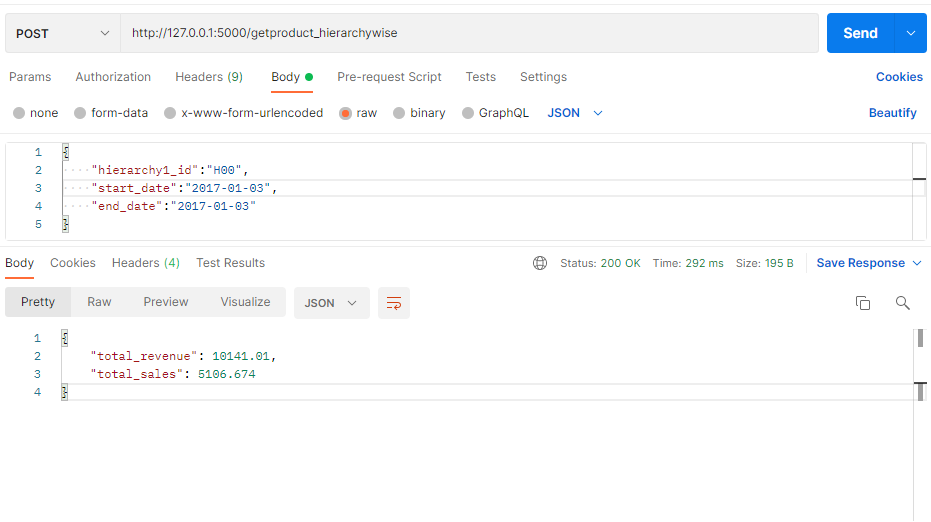 POST http://127.0.0.1:5000/getproduct_hierarchywise Send
Params Authorization Headers (9) Body Pre-request Script Tests Settings Cookies
none form-data x-www-form-urlencoded raw binary GraphQL JSON Beautify
1 {
2 ····"hierarchy1_id":"H00",
3 ····"start_date":"2017-01-03",
4 ····"end_date":"2017-01-03"
5 }
Body Cookies Headers (4) Test Results Status: 200 OK Time: 292 ms Size: 195 B Save Response
Pretty Raw Preview Visualize JSON
1 {
2 "total_revenue": 10141.01,
3 "total_sales": 5106.674
4 }